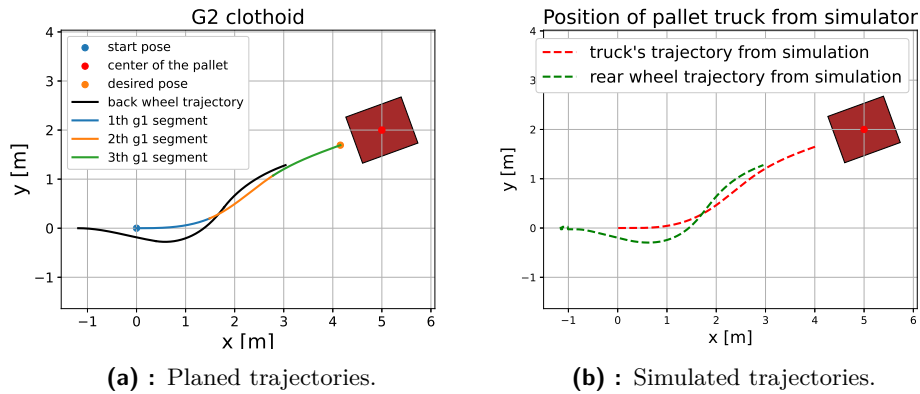 G2 clothoid
4
3
2
1
0
−1
y [m]
start pose
center of the pallet
desired pose
back wheel trajectory
1th g1 segment
2th g1 segment
3th g1 segment
−1 0 1 2 3 4 5 6
x [m]
(a) : Planed trajectories.
Position of pallet truck from simulator
4
3
2
1
0
−1
y [m]
truck's trajectory from simulation
rear wheel trajectory from simulation
−1 0 1 2 3 4 5 6
x [m]
(b) : Simulated trajectories.